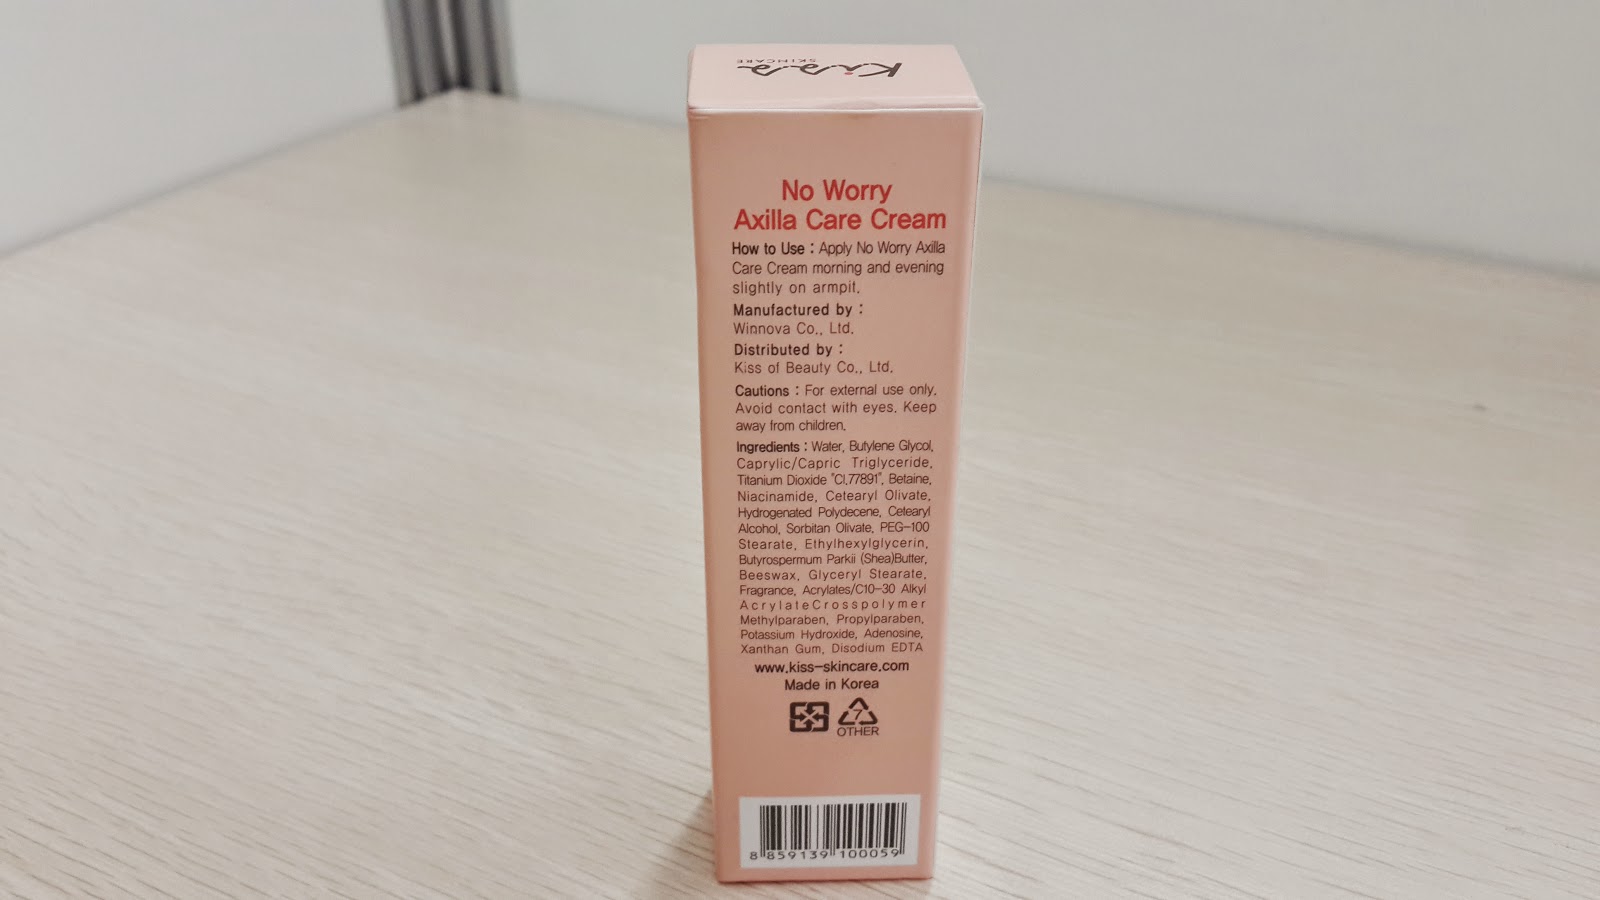 Kiss
SKINCARE
No Worry
Axilla Care Cream
How to Use : Apply No Worry Axilla
Care Cream morning and evening
slightly on armpit.
Manufactured by :
Winnova Co., Ltd.
Distributed by :
Kiss of Beauty Co., Ltd.
Cautions : For external use only.
Avoid contact with eyes. Keep
away from children.
Ingredients : Water, Butylene Glycol,
Caprylic/Capric Triglyceride,
Titanium Dioxide "CI.77891", Betaine,
Niacinamide, Cetearyl Olivate,
Hydrogenated Polydecene, Cetearyl
Alcohol, Sorbitan Olivate, PEG-100
Stearate, Ethylhexylglycerin,
Butyrospermum Parkii (Shea)Butter,
Beeswax, Glyceryl Stearate,
Fragrance, Acrylates/C10-30 Alkyl
AcrylateCrosspolymer
Methylparaben, Propylparaben,
Potassium Hydroxide, Adenosine,
Xanthan Gum, Disodium EDTA
www.kiss-skincare.com
Made in Korea
7
OTHER
8 859139 100059